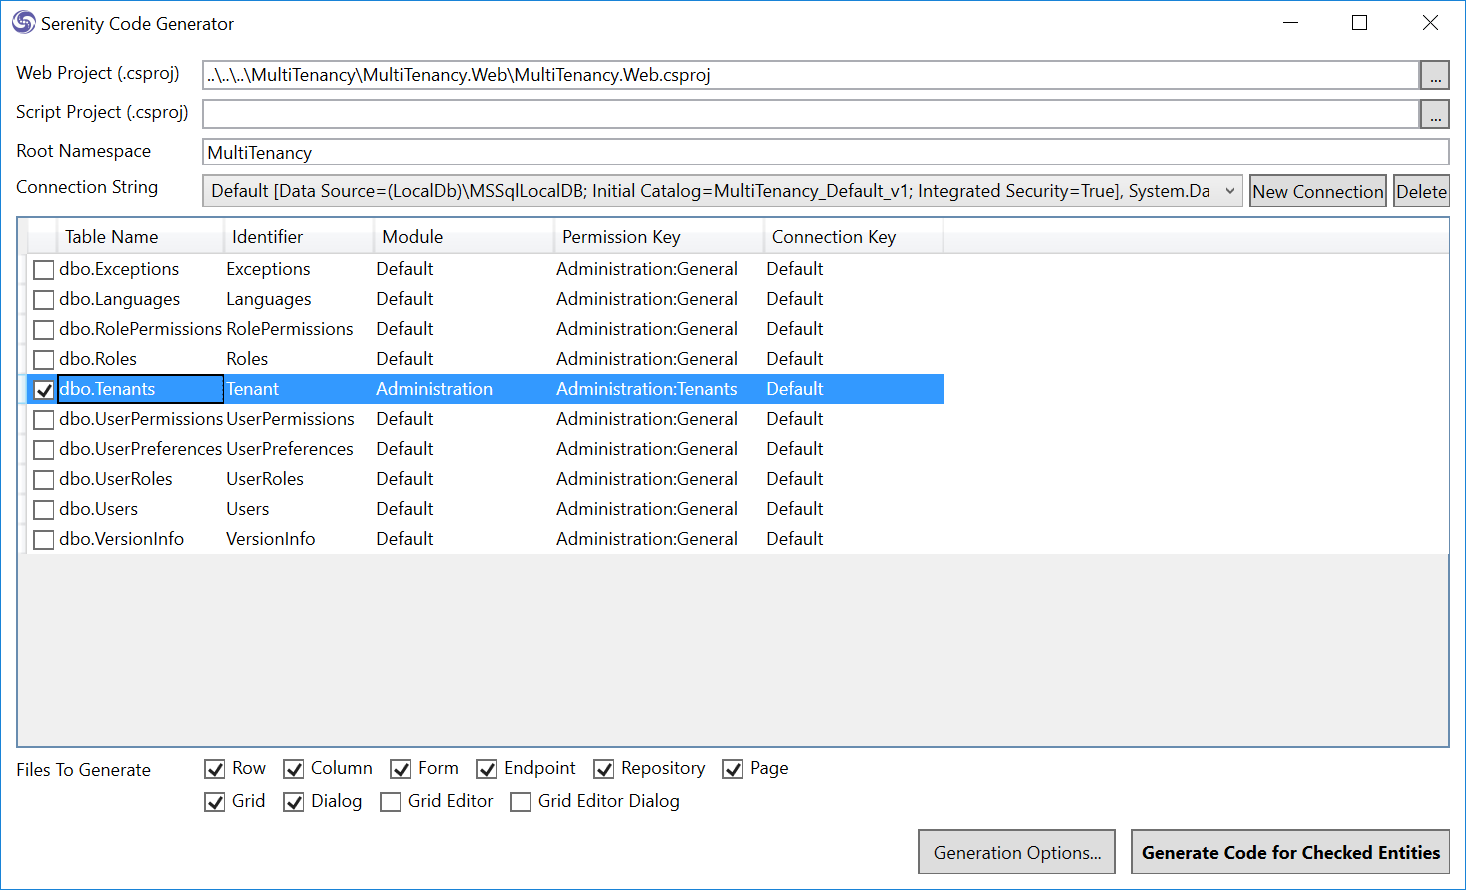 Serenity Code Generator
Web Project (.csproj) ..\..\..\MultiTenancy\MultiTenancy.Web\MultiTenancy.Web.csproj ...
Script Project (.csproj) ...
Root Namespace MultiTenancy
Connection String Default [Data Source=(LocalDb)\MSSqlLocalDB; Initial Catalog=MultiTenancy_Default_v1; Integrated Security=True], System.Da New Connection Delete
Table Name Identifier Module Permission Key Connection Key
dbo.Exceptions Exceptions Default Administration:General Default
dbo.Languages Languages Default Administration:General Default
dbo.RolePermissions RolePermissions Default Administration:General Default
dbo.Roles Roles Default Administration:General Default
dbo.Tenants Tenant Administration Administration:Tenants Default
dbo.UserPermissions UserPermissions Default Administration:General Default
dbo.UserPreferences UserPreferences Default Administration:General Default
dbo.UserRoles UserRoles Default Administration:General Default
dbo.Users Users Default Administration:General Default
dbo.VersionInfo VersionInfo Default Administration:General Default
Files To Generate Row Column Form Endpoint Repository Page
Grid Dialog Grid Editor Grid Editor Dialog
Generation Options... Generate Code for Checked Entities